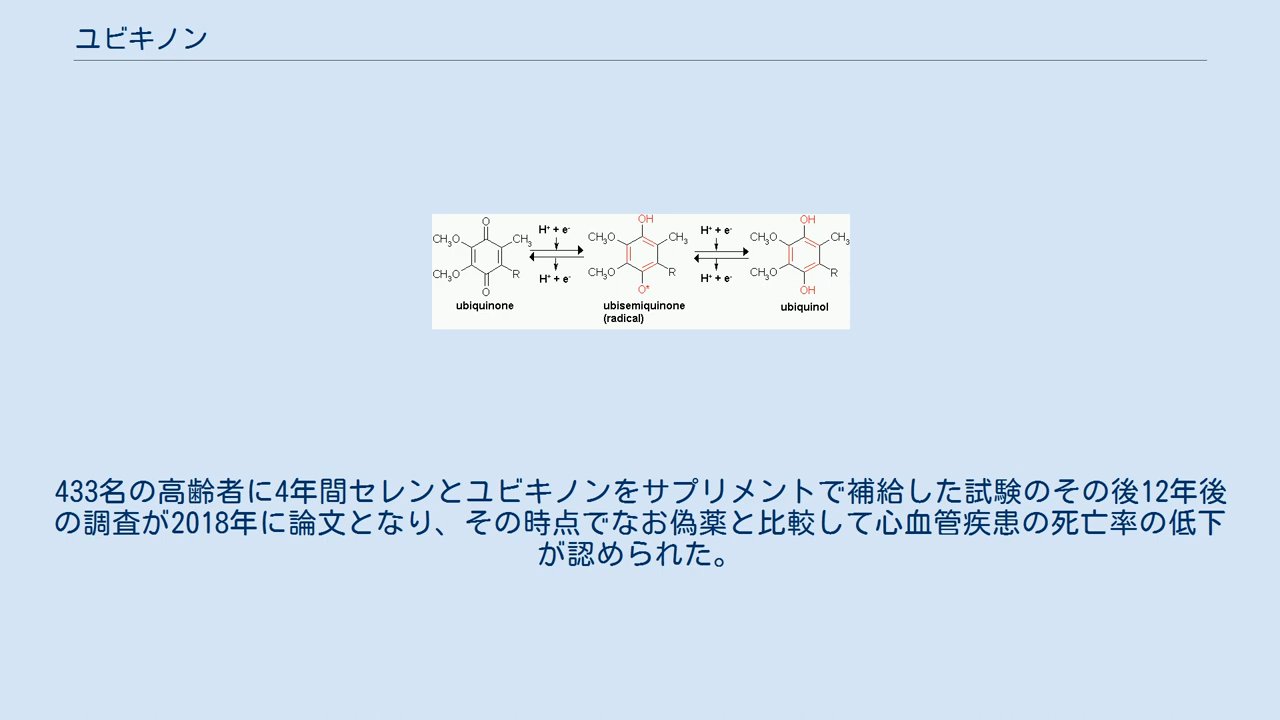 ユビキノン
O
CH₃O
CH₃
CH₃O
R
O
ubiquinone
H⁺ + e⁻
H⁺ + e⁻
OH
CH₃O
CH₃
CH₃O
R
O•
ubisemiquinone
(radical)
H⁺ + e⁻
H⁺ + e⁻
OH
CH₃O
CH₃
CH₃O
R
OH
ubiquinol
433名の高齢者に4年間セレンとユビキノンをサプリメントで補給した試験のその後12年後
の調査が2018年に論文となり、その時点でなお偽薬と比較して心血管疾患の死亡率の低下
が認められた。